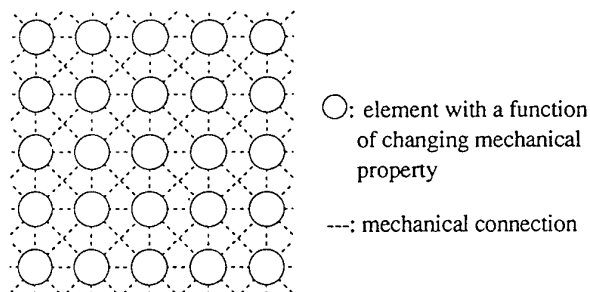 ○: element with a function
of changing mechanical
property
---: mechanical connection